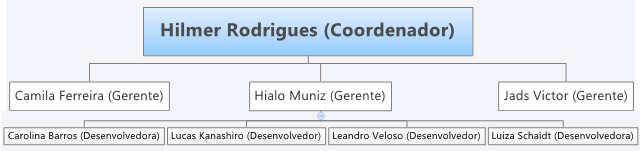 Hilmer Rodrigues (Coordenador)
Camila Ferreira (Gerente)
Hialo Muniz (Gerente)
Jads Victor (Gerente)
Carolina Barros (Desenvolvedora)
Lucas Kanashiro (Desenvolvedor)
Leandro Veloso (Desenvolvedor)
Luiza Schaidt (Desenvolvedora)